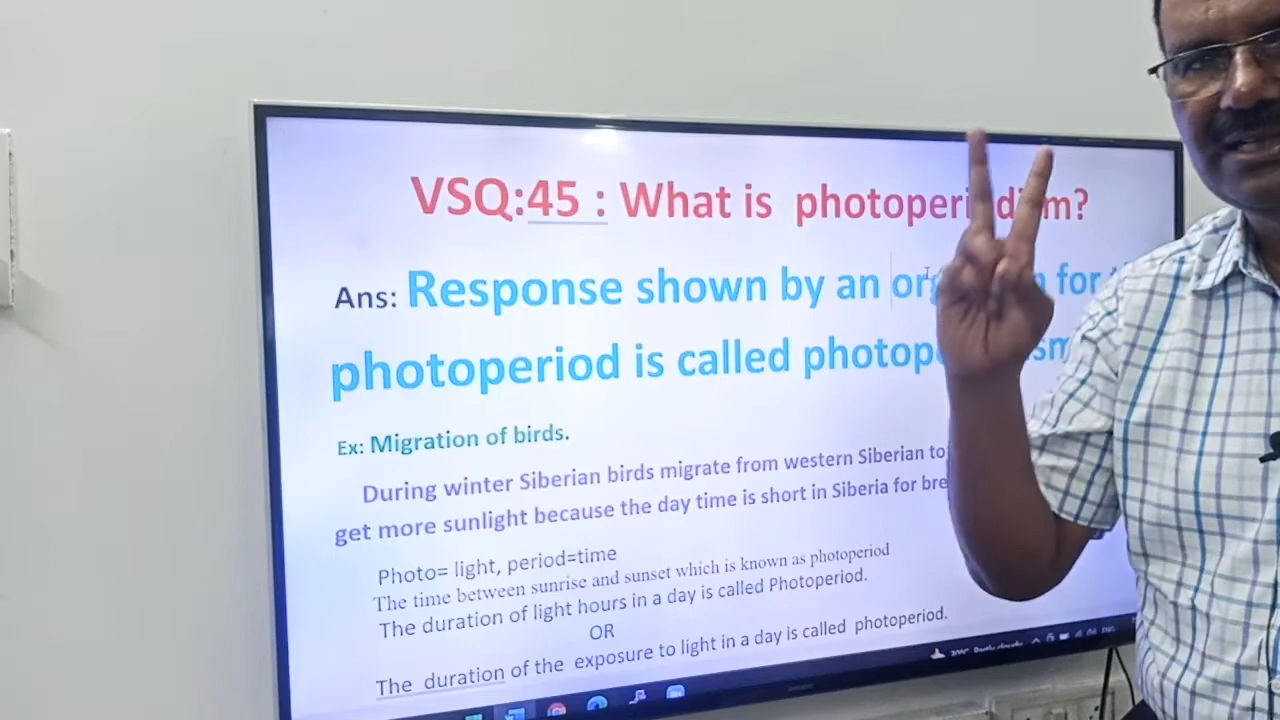 VSQ:45 : What is photoperiodism?
Ans: Response shown by an for
photoperiod is called
Ex: Migration of birds.
During winter Siberian birds migrate from western Siberian to
get more sunlight because the day time is short in Siberia for
Photo= light, period=time
The time between sunrise and sunset which is known as photoperiod
The duration of light hours in a day is called Photoperiod.
OR
The duration of the exposure to light in a day is called photoperiod.